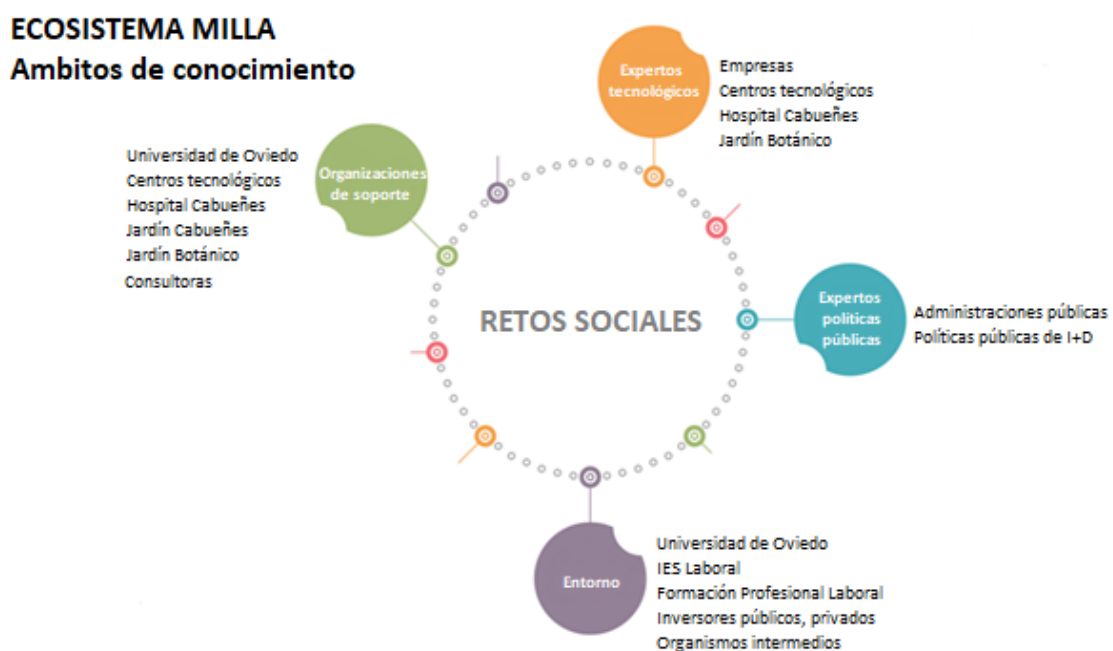 ECOSISTEMA MILLA
Ambitos de conocimiento
Expertos
tecnológicos
Empresas
Centros tecnológicos
Hospital Cabueñes
Jardín Botánico
Organizaciones
de soporte
Universidad de Oviedo
Centros tecnológicos
Hospital Cabueñes
Jardín Cabueñes
Jardín Botánico
Consultoras
RETOS SOCIALES
Expertos
políticas
públicas
Administraciones públicas
Políticas públicas de I+D
Entorno
Universidad de Oviedo
IES Laboral
Formación Profesional Laboral
Inversores públicos, privados
Organismos intermedios